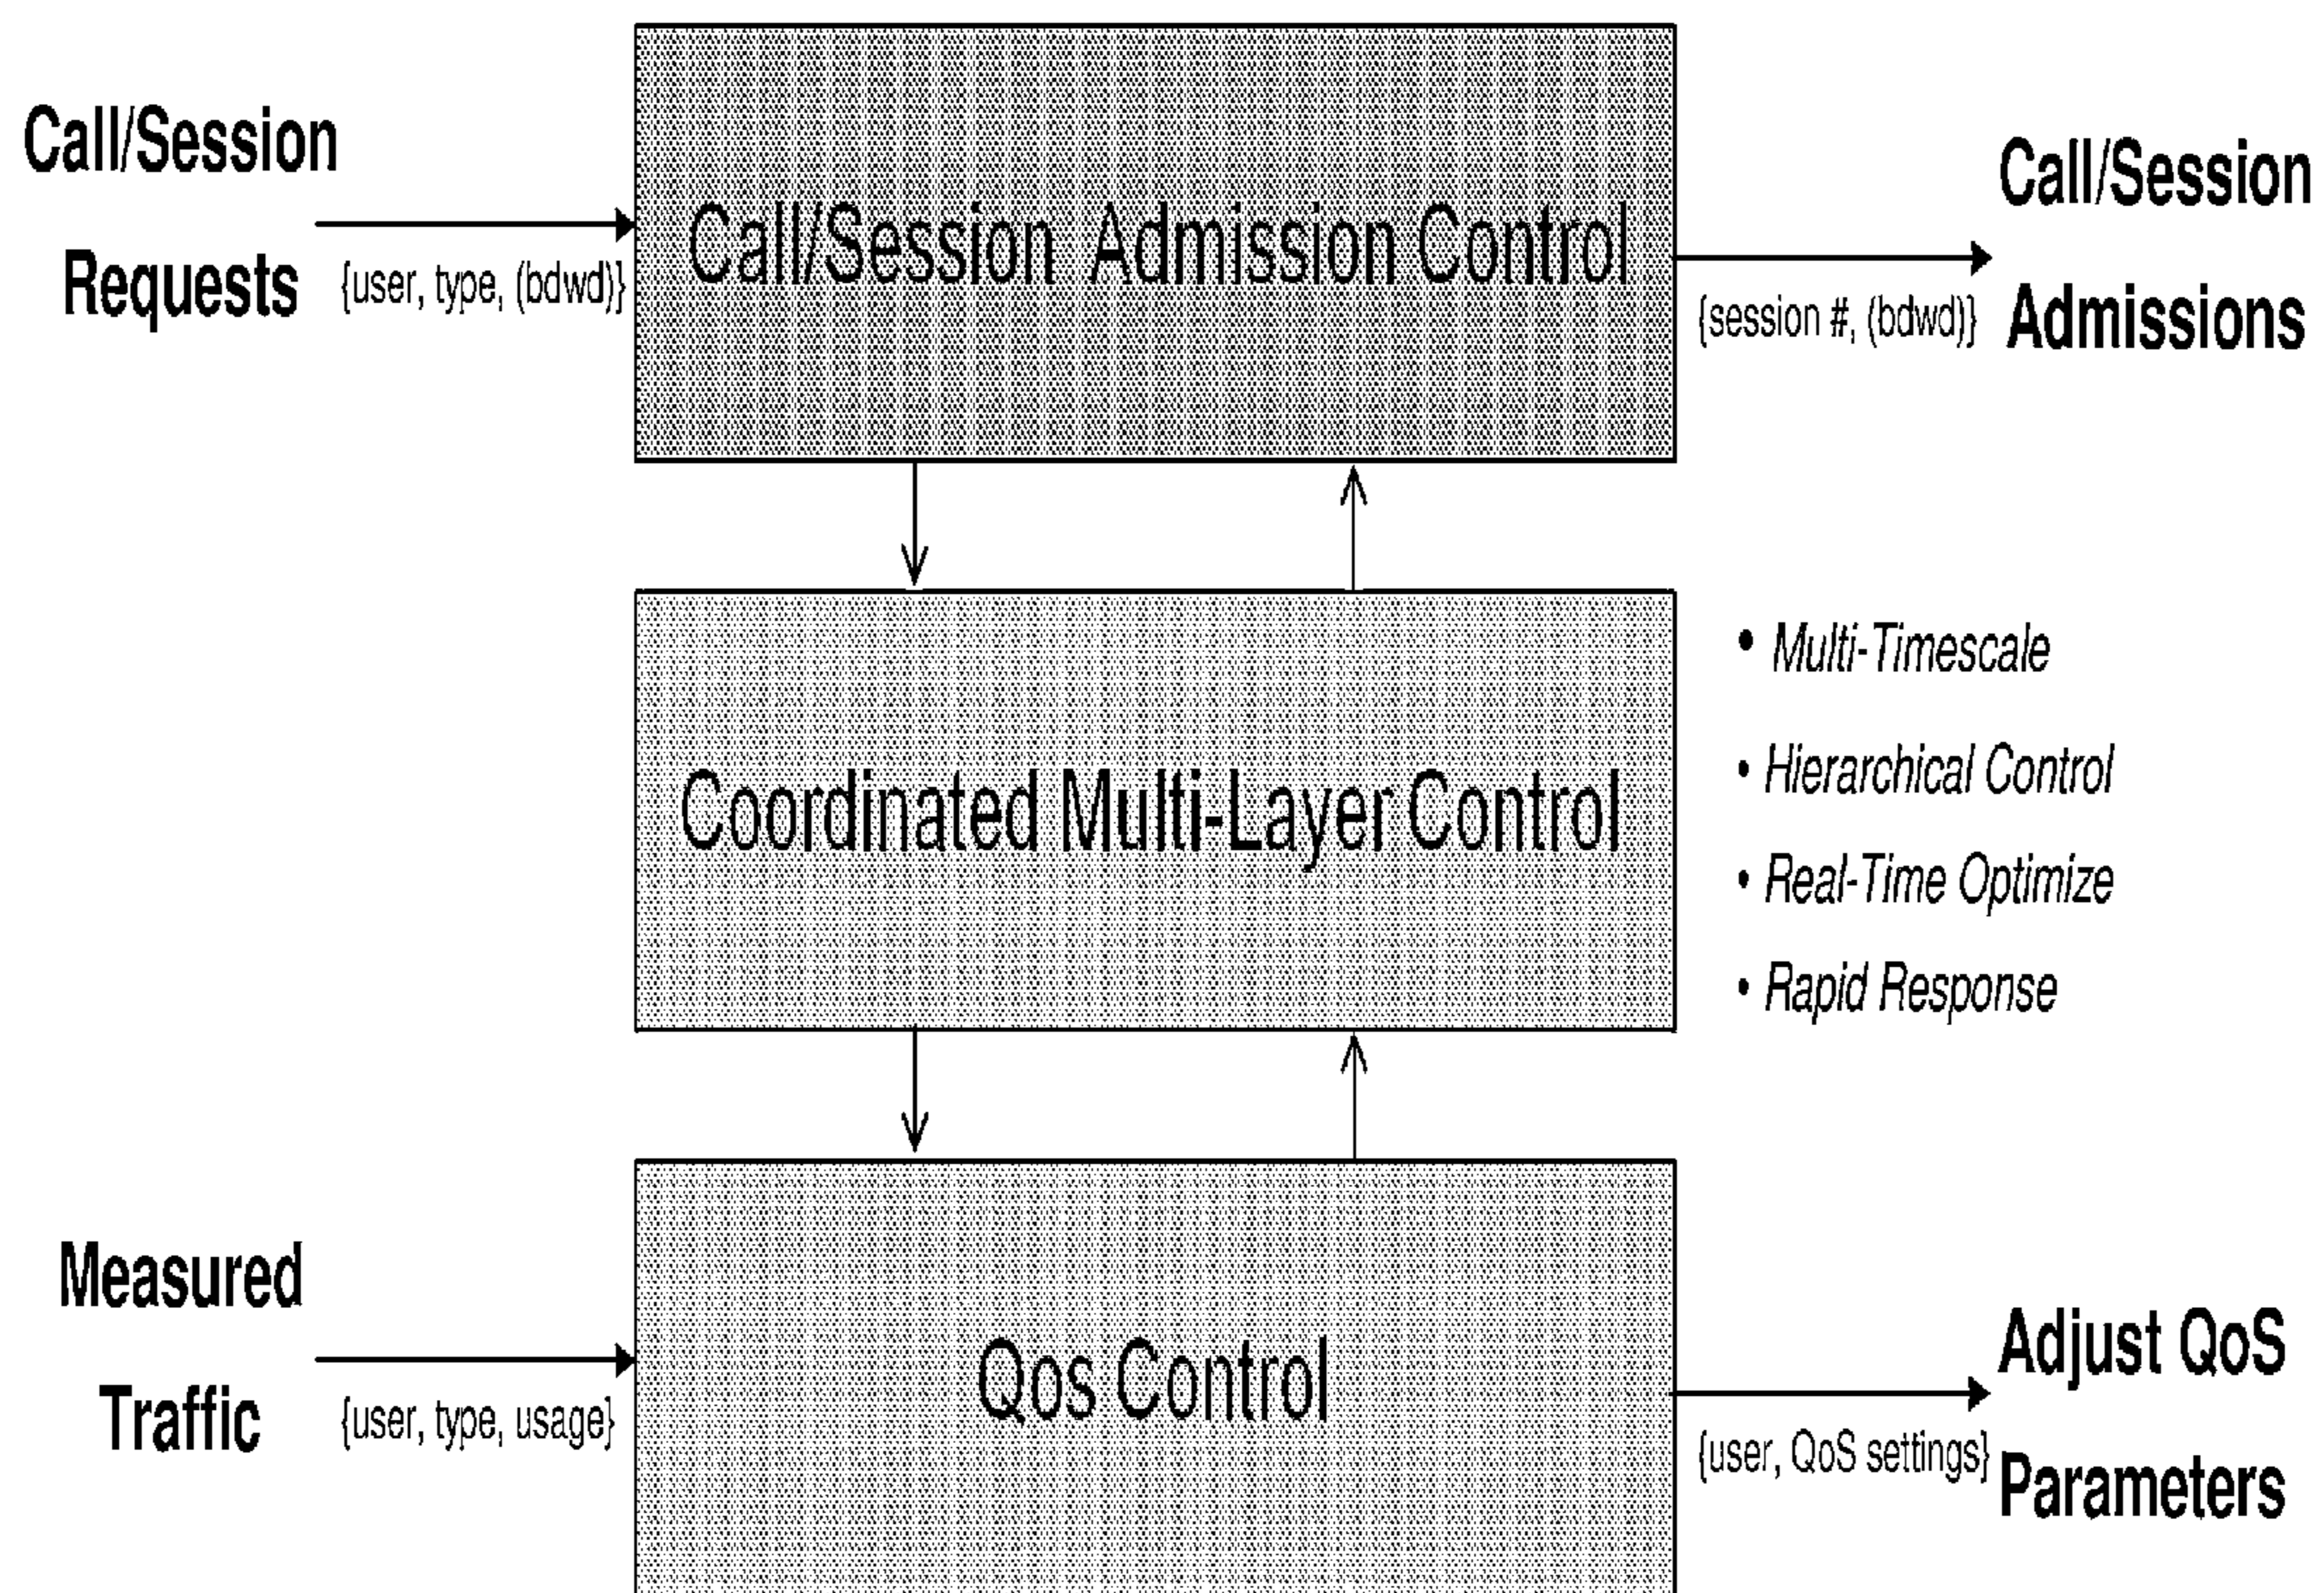 Call/Session
Requests
{user, type, (bdwd)}
Call/Session Admission Control
{session #, (bdwd)}
Call/Session
Admissions
Coordinated Multi-Layer Control
• Multi-Timescale
• Hierarchical Control
• Real-Time Optimize
• Rapid Response
Measured
Traffic
{user, type, usage}
Qos Control
{user, QoS settings}
Adjust QoS
Parameters